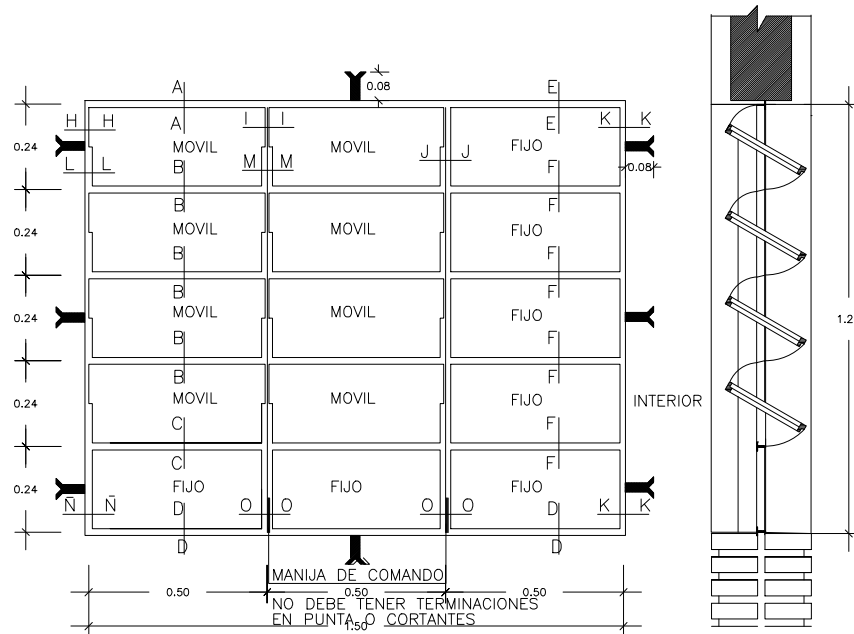 A E
0.08
H H A I I E K K
0.24 MOVIL MOVIL FIJO
L L B M M J J F 0.08
B F
0.24 MOVIL MOVIL FIJO
B F
B F
0.24 MOVIL MOVIL FIJO
B F
B F
0.24 MOVIL MOVIL FIJO INTERIOR
C F
C F
0.24 FIJO FIJO FIJO
Ñ Ñ D O O O O D K K
D D
MANIJA DE COMANDO
0.50 0.50 0.50
NO DEBE TENER TERMINACIONES
EN PUNTA O CORTANTES
1.50
1.2